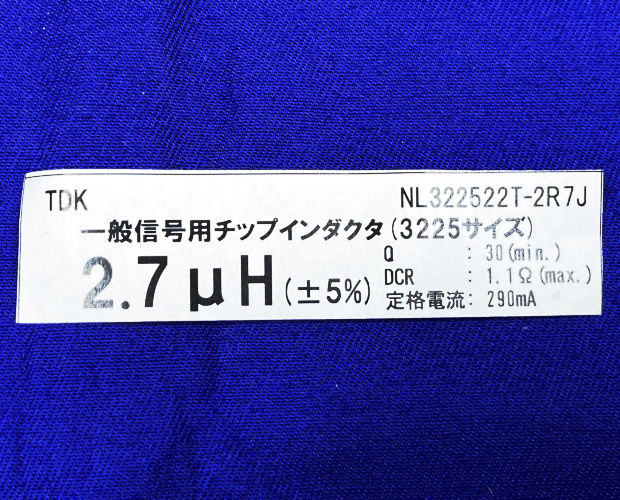 TDK NL322522T-2R7J
一般信号用チップインダクタ(3225サイズ)
2.7μH(±5%)
Q : 30(min.)
DCR : 1.1Ω(max.)
定格電流: 290mA